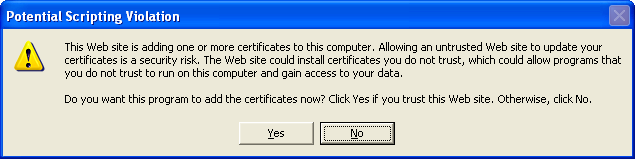 Potential Scripting Violation
This Web site is adding one or more certificates to this computer. Allowing an untrusted Web site to update your
certificates is a security risk. The Web site could install certificates you do not trust, which could allow programs that
you do not trust to run on this computer and gain access to your data.
Do you want this program to add the certificates now? Click Yes if you trust this Web site. Otherwise, click No.
Yes
No